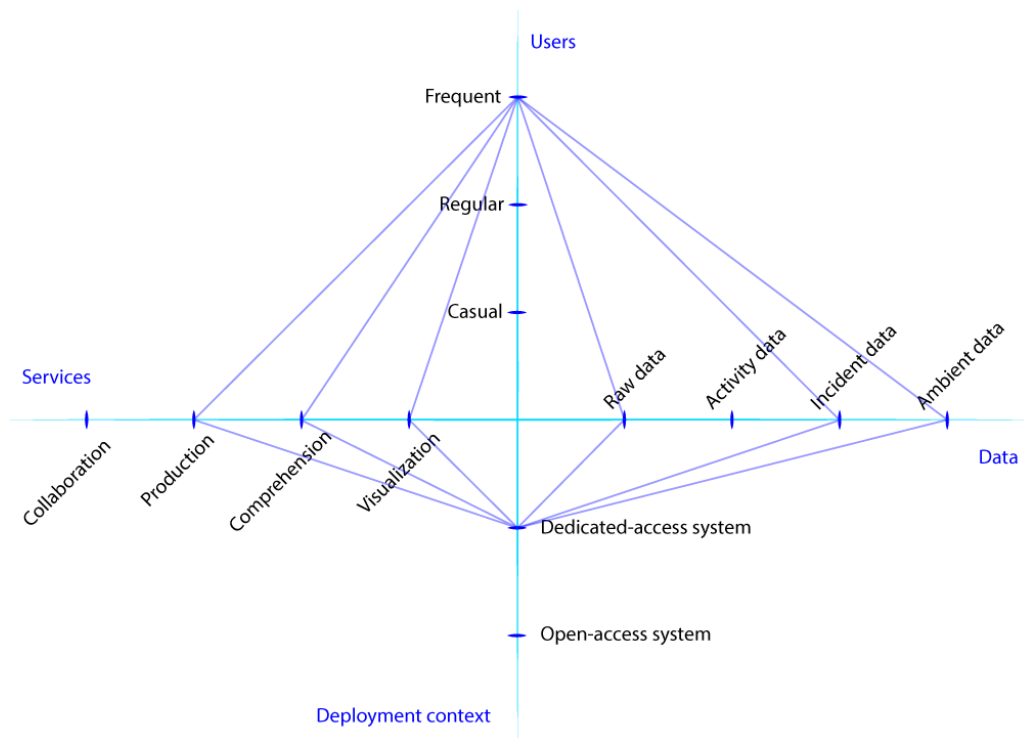 Users
Frequent
Regular
Casual
Services
Raw data
Activity data
Incident data
Ambient data
Collaboration
Production
Comprehension
Visualization
Data
Dedicated-access system
Open-access system
Deployment context